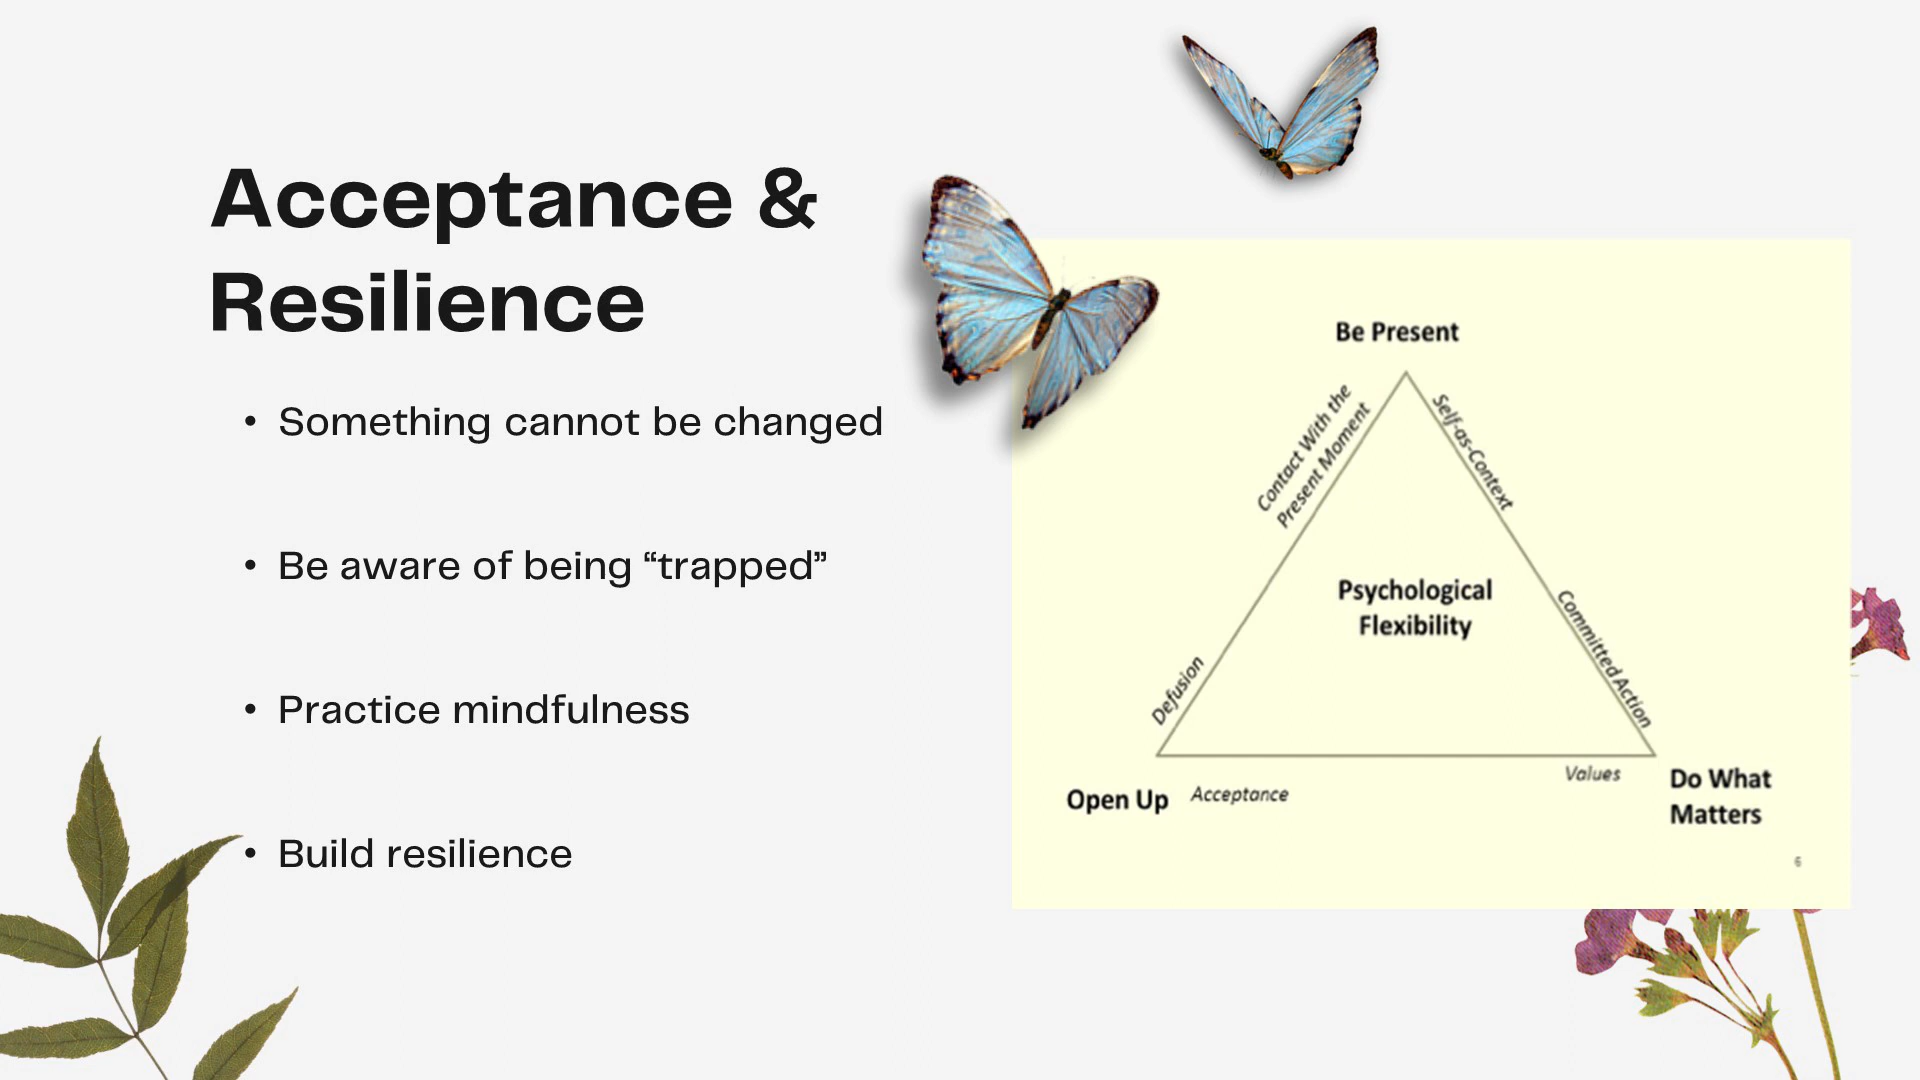 Acceptance &
Resilience
• Something cannot be changed
• Be aware of being “trapped”
• Practice mindfulness
• Build resilience
Be Present
Contact With the
Present Moment
Self-as-Context
Psychological
Flexibility
Defusion
Committed Action
Open Up
Acceptance
Values
Do What
Matters
6